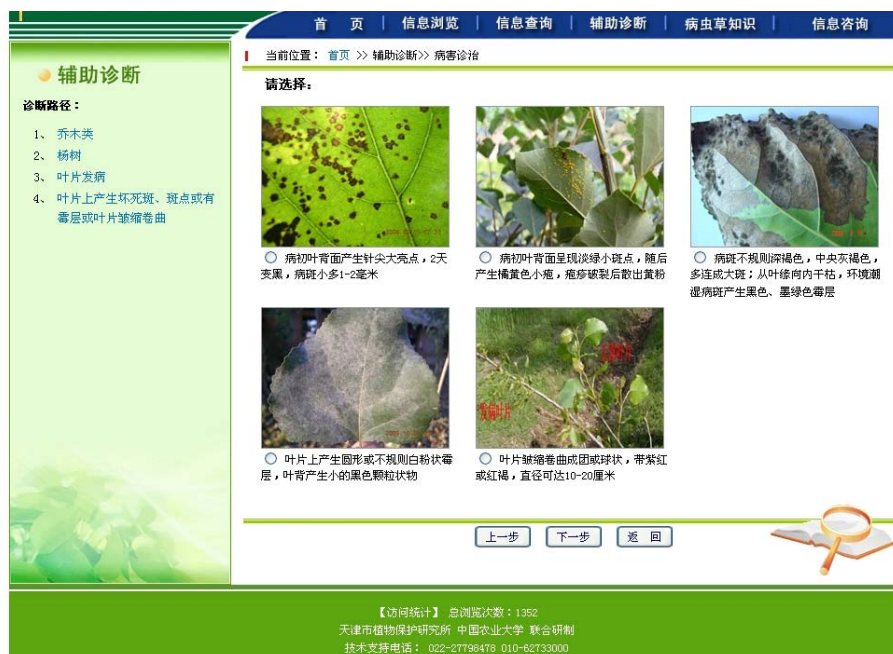 首 页 | 信息浏览 | 信息查询 | 辅助诊断 | 病虫草知识 | 信息咨询
当前位置： 首页 >> 辅助诊断>> 病害诊治
辅助诊断
诊断路径：
1、 乔木类
2、 杨树
3、 叶片发病
4、 叶片上产生坏死斑、斑点或有
霉层或叶片皱缩卷曲
请选择：
病初叶背面产生针尖大亮点，2天
变黑，病斑小多1-2毫米
病初叶背面呈现淡绿小斑点，随后
产生橘黄色小疱，疱疹破裂后散出黄粉
病斑不规则深褐色，中央灰褐色，
多连成大斑；从叶缘向内干枯，环境潮
湿病斑产生黑色、墨绿色霉层
发病叶片
叶片上产生圆形或不规则白粉状霉
层，叶背产生小的黑色颗粒状物
叶片皱缩卷曲成团或球状，带紫红
或红褐，直径可达10-20厘米
上一步 下一步 返 回
【访问统计】 总浏览次数：1352
天津市植物保护研究所 中国农业大学 联合研制
技术支持电话： 022-27798478 010-62733000